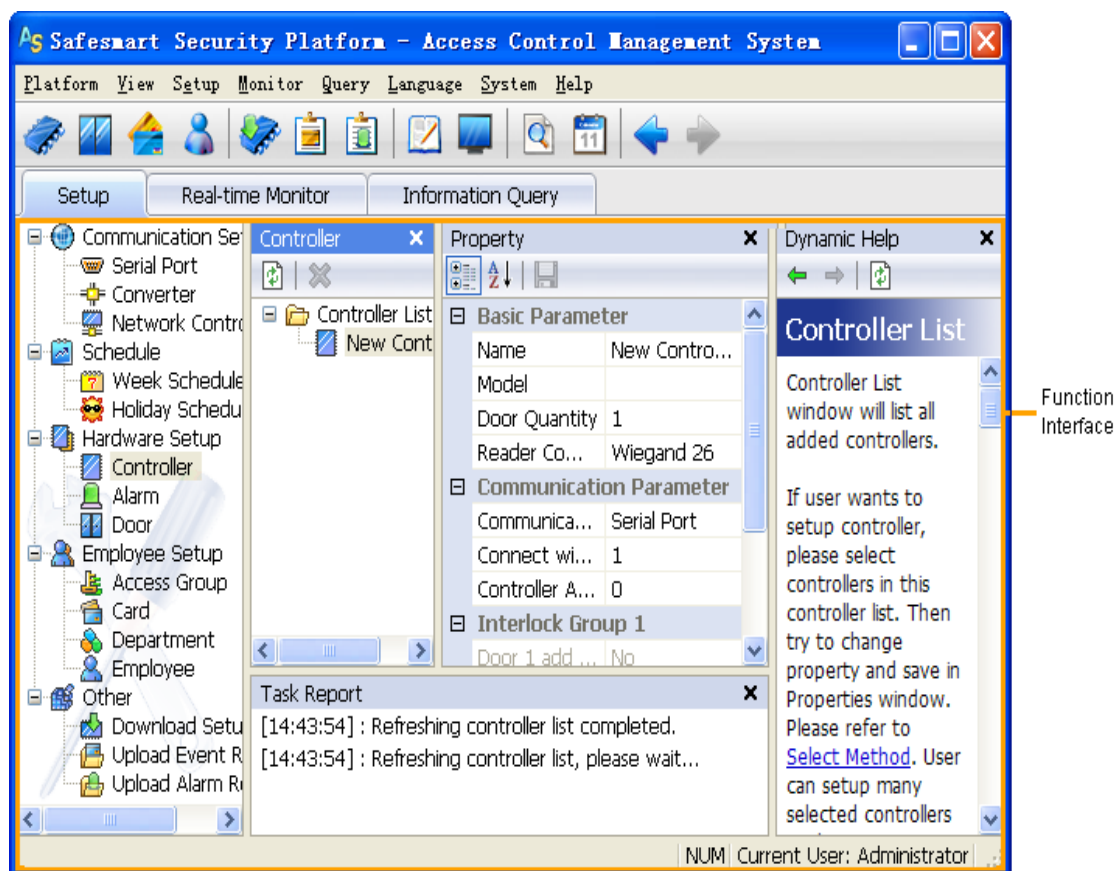 Safesmart Security Platform - Access Control Management System
Platform View Setup Monitor Query Language System Help
11
Setup Real-time Monitor Information Query
Communication Se
Serial Port
Converter
Network Contro
Schedule
Week Schedule
Holiday Schedu
Hardware Setup
Controller
Alarm
Door
Employee Setup
Access Group
Card
Department
Employee
Other
Download Setu
Upload Event R
Upload Alarm Re
Controller
Controller List
New Cont
Property
Basic Parameter
Name New Contro...
Model
Door Quantity 1
Reader Co... Wiegand 26
Communication Parameter
Communica... Serial Port
Connect wi... 1
Controller A... 0
Interlock Group 1
Door 1 add ... No
Dynamic Help
Controller List
Controller List
window will list all
added controllers.
If user wants to
setup controller,
please select
controllers in this
controller list. Then
try to change
property and save in
Properties window.
Please refer to
Select Method. User
can setup many
selected controllers
Task Report
[14:43:54] : Refreshing controller list completed.
[14:43:54] : Refreshing controller list, please wait...
NUM Current User: Administrator
Function
Interface